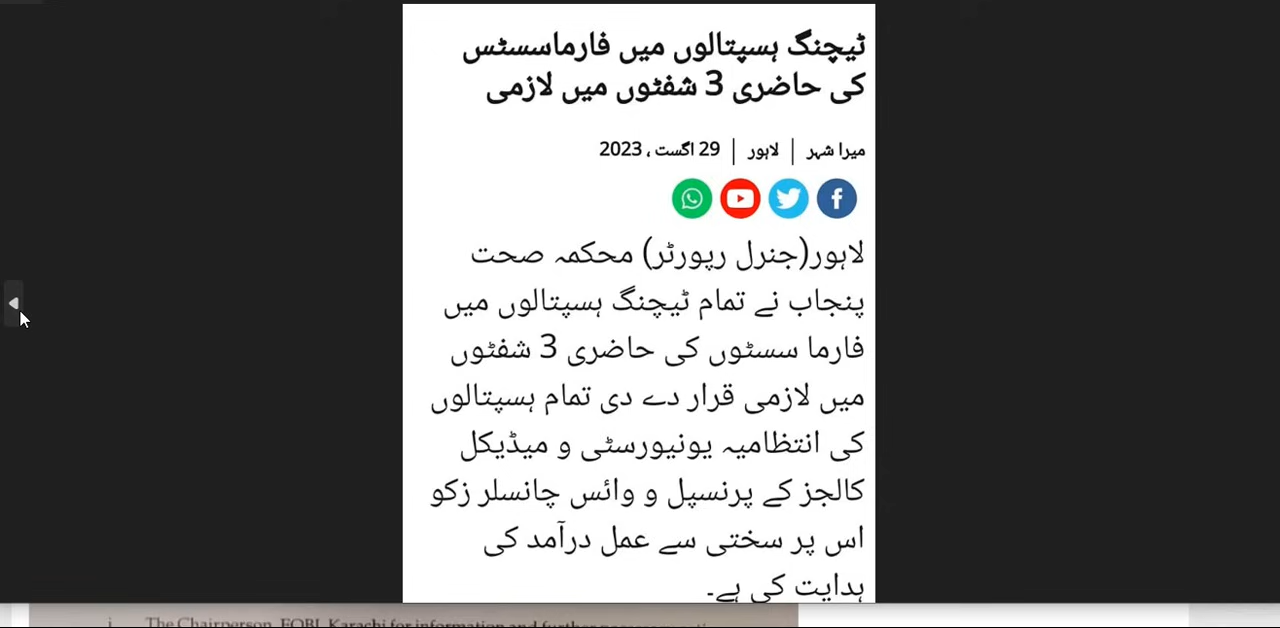 ٹیچنگ ہسپتالوں میں فارماسسٹس
کی حاضری 3 شفٹوں میں لازمی
میرا شہر | لاہور | 29 اگست ، 2023
لاہور(جنرل رپورٹر) محکمہ صحت
پنجاب نے تمام ٹیچنگ ہسپتالوں میں
فارما سسٹوں کی حاضری 3 شفٹوں
میں لازمی قرار دے دی تمام ہسپتالوں
کی انتظامیہ یونیورسٹی و میڈیکل
کالجز کے پرنسپل و وائس چانسلر زکو
اس پر سختی سے عمل درآمد کی
ہدایت کی ہے۔
i The Chairperson, EOBI, Karachi for information and further